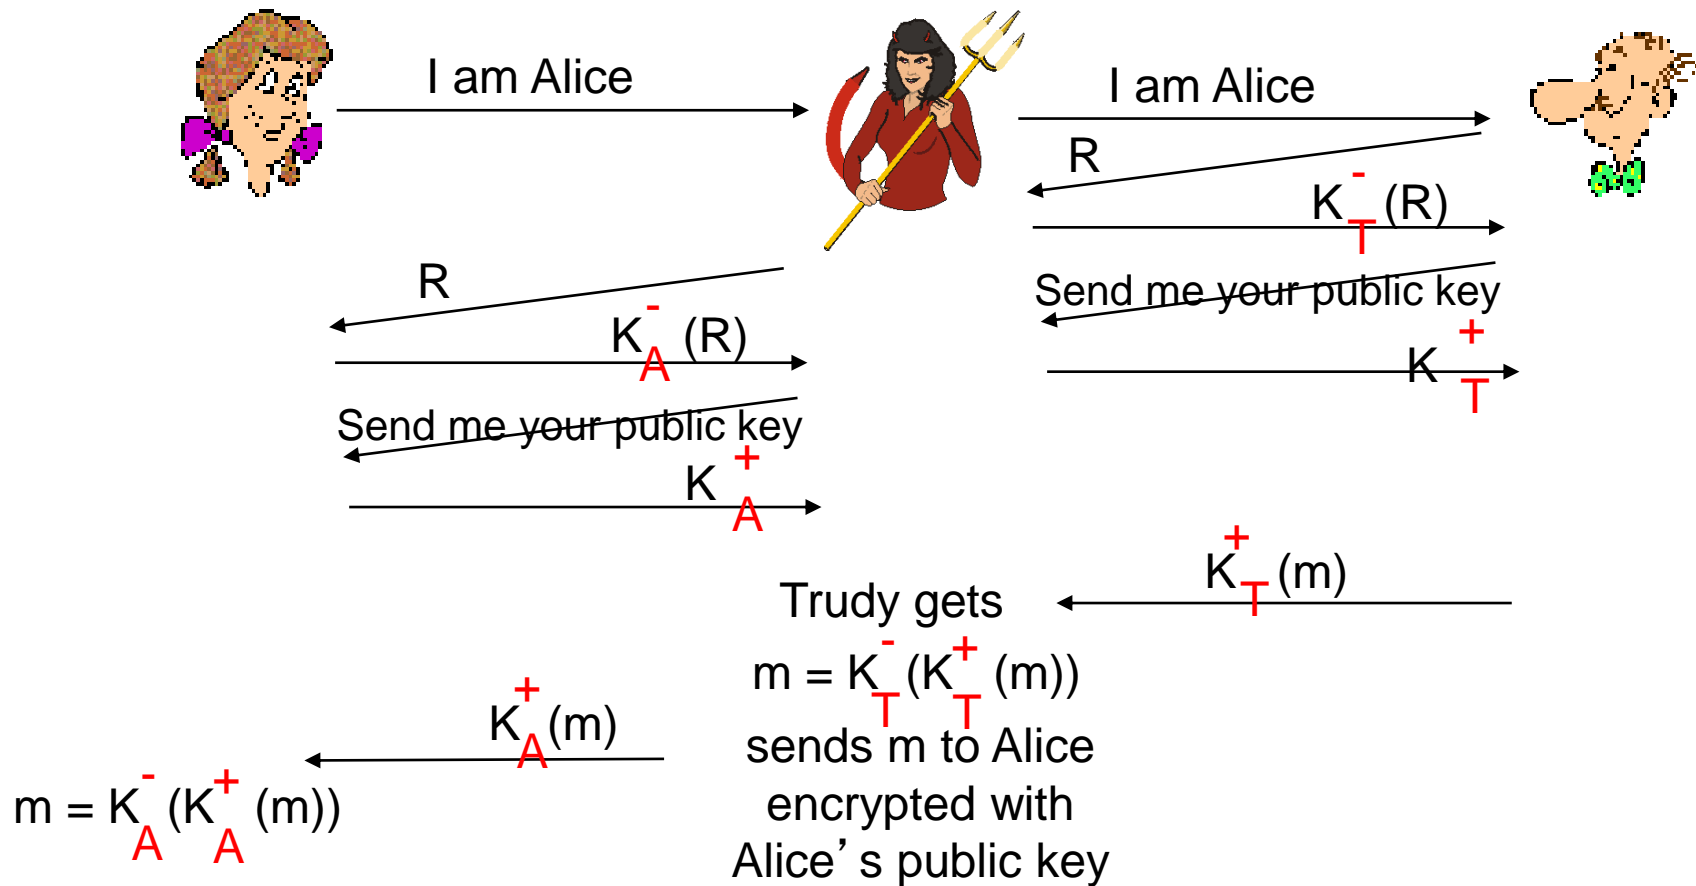 I am Alice
I am Alice
R
K-T(R)
R
Send me your public key
K-A(R)
K+T
Send me your public key
K+A
K+T(m)
Trudy gets
m = K-T(K+T(m))
sends m to Alice
encrypted with
Alice’s public key
K+A(m)
m = K-A(K+A(m))